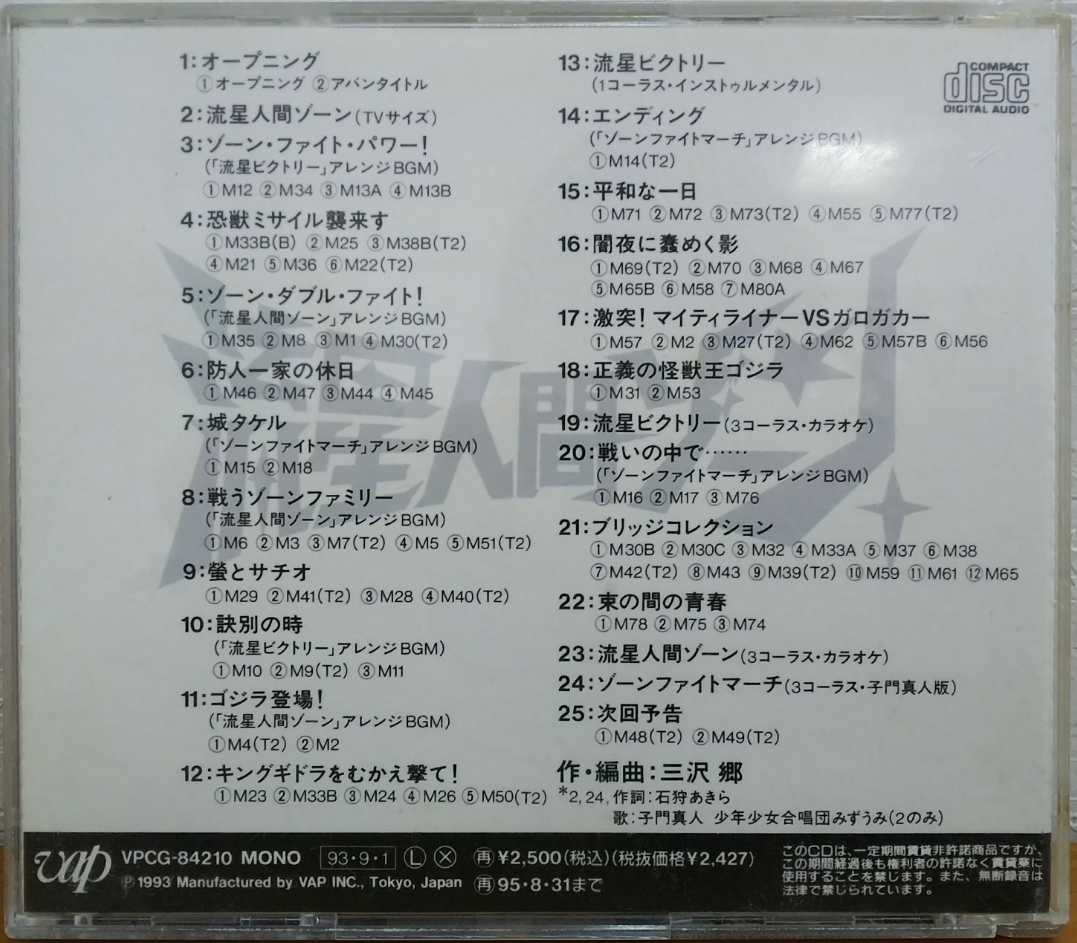 1:オープニング
①オープニング ②アバンタイトル
2:流星人間ゾーン(TVサイズ)
3:ゾーン・ファイト・パワー!
(「流星ビクトリー」アレンジBGM)
①M12 ②M34 ③M13A ④M13B
4:恐獣ミサイル襲来す
①M33B(B) ②M25 ③M38B(T2)
④M21 ⑤M36 ⑥M22(T2)
5:ゾーン・ダブル・ファイト!
(「流星人間ゾーン」アレンジBGM)
①M35 ②M8 ③M1 ④M30(T2)
6:防人一家の休日
①M46 ②M47 ③M44 ④M45
7:城タケル
(「ゾーンファイトマーチ」アレンジBGM)
①M15 ②M18
8:戦うゾーンファミリー
(「流星人間ゾーン」アレンジBGM)
①M6 ②M3 ③M7(T2) ④M5 ⑤M51(T2)
9:螢とサチオ
①M29 ②M41(T2) ③M28 ④M40(T2)
10:訣別の時
(「流星ビクトリー」アレンジBGM)
①M10 ②M9(T2) ③M11
11:ゴジラ登場!
(「流星人間ゾーン」アレンジBGM)
①M4(T2) ②M2
12:キングギドラをむかえ撃て!
①M23 ②M33B ③M24 ④M26 ⑤M50(T2)
13:流星ビクトリー
(1コーラス・インストゥルメンタル)
14:エンディング
(「ゾーンファイトマーチ」アレンジBGM)
①M14(T2)
15:平和な一日
①M71 ②M72 ③M73(T2) ④M55 ⑤M77(T2)
16:闇夜に蠢めく影
①M69(T2) ②M70 ③M68 ④M67
⑤M65B ⑥M58 ⑦M80A
17:激突!マイティライナーVSガロガカー
①M57 ②M2 ③M27(T2) ④M62 ⑤M57B ⑥M56
18:正義の怪獣王ゴジラ
①M31 ②M53
19:流星ビクトリー(3コーラス・カラオケ)
20:戦いの中で……
(「ゾーンファイトマーチ」アレンジBGM)
①M16 ②M17 ③M76
21:ブリッジコレクション
①M30B ②M30C ③M32 ④M33A ⑤M37 ⑥M38
⑦M42(T2) ⑧M43 ⑨M39(T2) ⑩M59 ⑪M61 ⑫M65
22:束の間の青春
①M78 ②M75 ③M74
23:流星人間ゾーン(3コーラス・カラオケ)
24:ゾーンファイトマーチ(3コーラス・子門真人版)
25:次回予告
①M48(T2) ②M49(T2)
作・編曲:三沢 郷
*2,24,作詞:石狩あきら
歌:子門真人 少年少女合唱団みずうみ(2のみ)
COMPACT
disc
DIGITAL AUDIO
流星人間ゾーン
vap
VPCG-84210 MONO 93・9・1 Ⓛ Ⓧ 再¥2,500(税込)(税抜価格¥2,427)
Ⓟ1993 Manufactured by VAP INC., Tokyo, Japan 再95・8・31まで
このCDは、一定期間賃貸非許諾商品ですが、
この期間経過後も権利者の許諾なく賃貸業に
使用することを禁じます。また、無断録音は
法律で禁じられています。